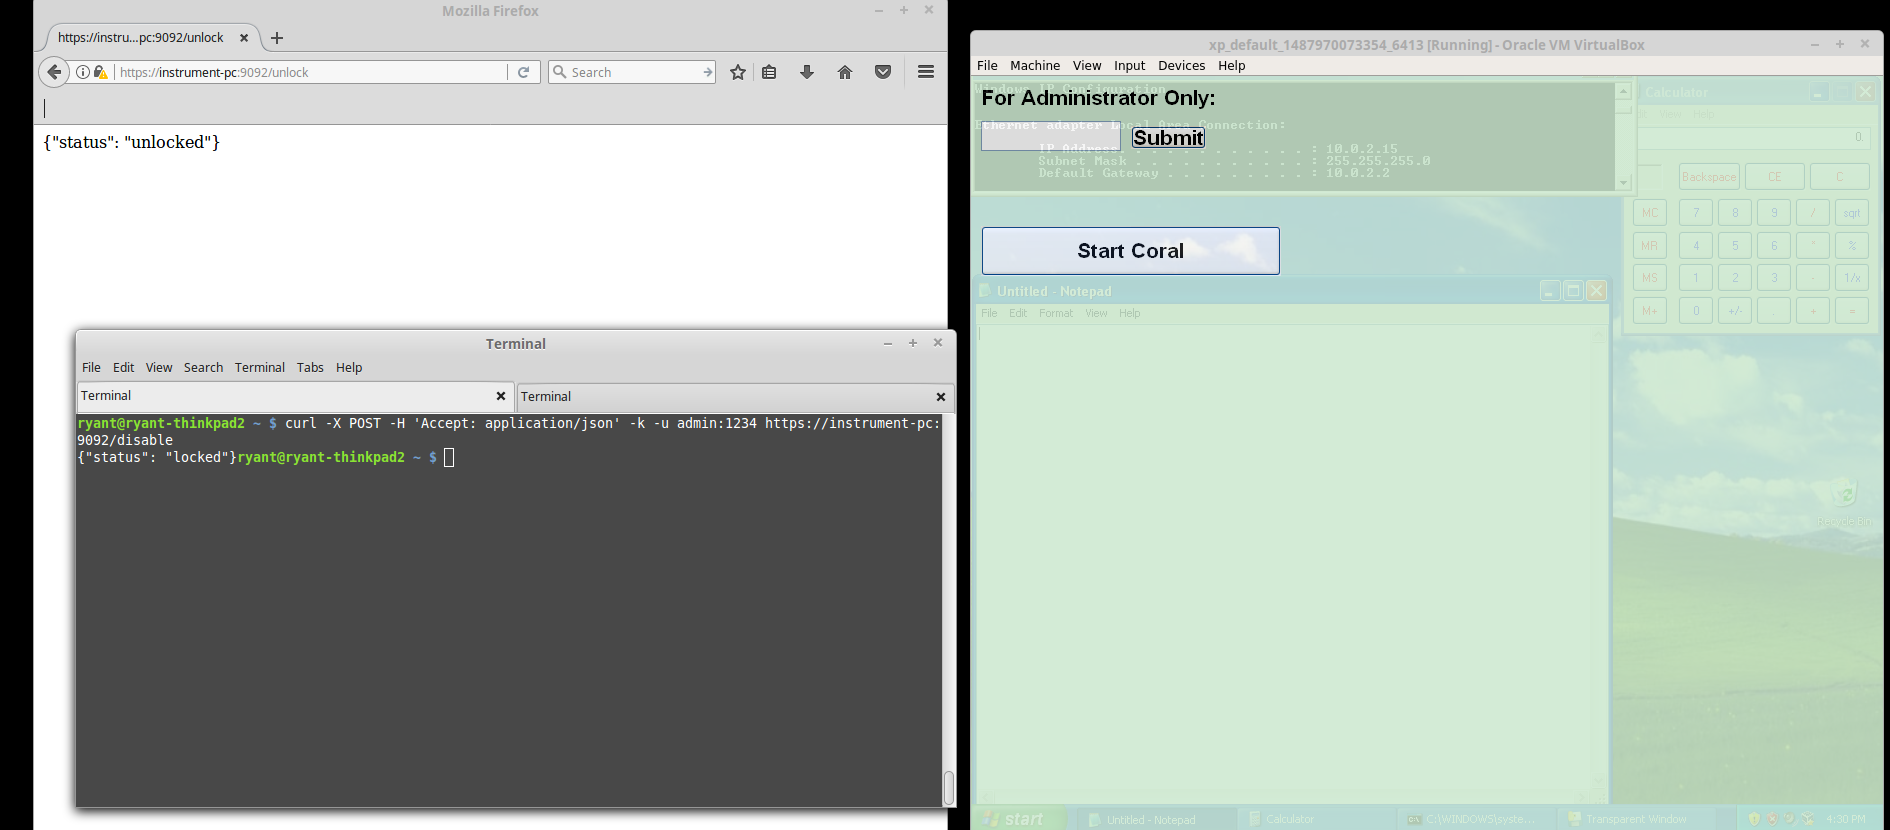 Mozilla Firefox
https://instru...pc:9092/unlock
https://instrument-pc:9092/unlock
Search
{"status": "unlocked"}
Terminal
File Edit View Search Terminal Tabs Help
Terminal
Terminal
ryant@ryant-thinkpad2 ~ $ curl -X POST -H 'Accept: application/json' -k -u admin:1234 https://instrument-pc:
9092/disable
{"status": "locked"}ryant@ryant-thinkpad2 ~ $
xp_default_1487970073354_6413 [Running] - Oracle VM VirtualBox
File Machine View Input Devices Help
Windows IP Configuration
For Administrator Only:
Ethernet adapter Local Area Connection:
Submit
IP Address. . . . . . . . . . . . : 10.0.2.15
Subnet Mask . . . . . . . . . . . : 255.255.255.0
Default Gateway . . . . . . . . . : 10.0.2.2
Start Coral
Calculator
View Help
0.
Backspace CE C
MC 7 8 9 / sqrt
MR 4 5 6 * %
MS 1 2 3 - 1/x
M+ 0 +/- . + =
Untitled - Notepad
File Edit Format View Help
Recycle Bin
start
Untitled - Notepad
Calculator
C:\WINDOWS\syste...
Transparent Window
4:30 PM